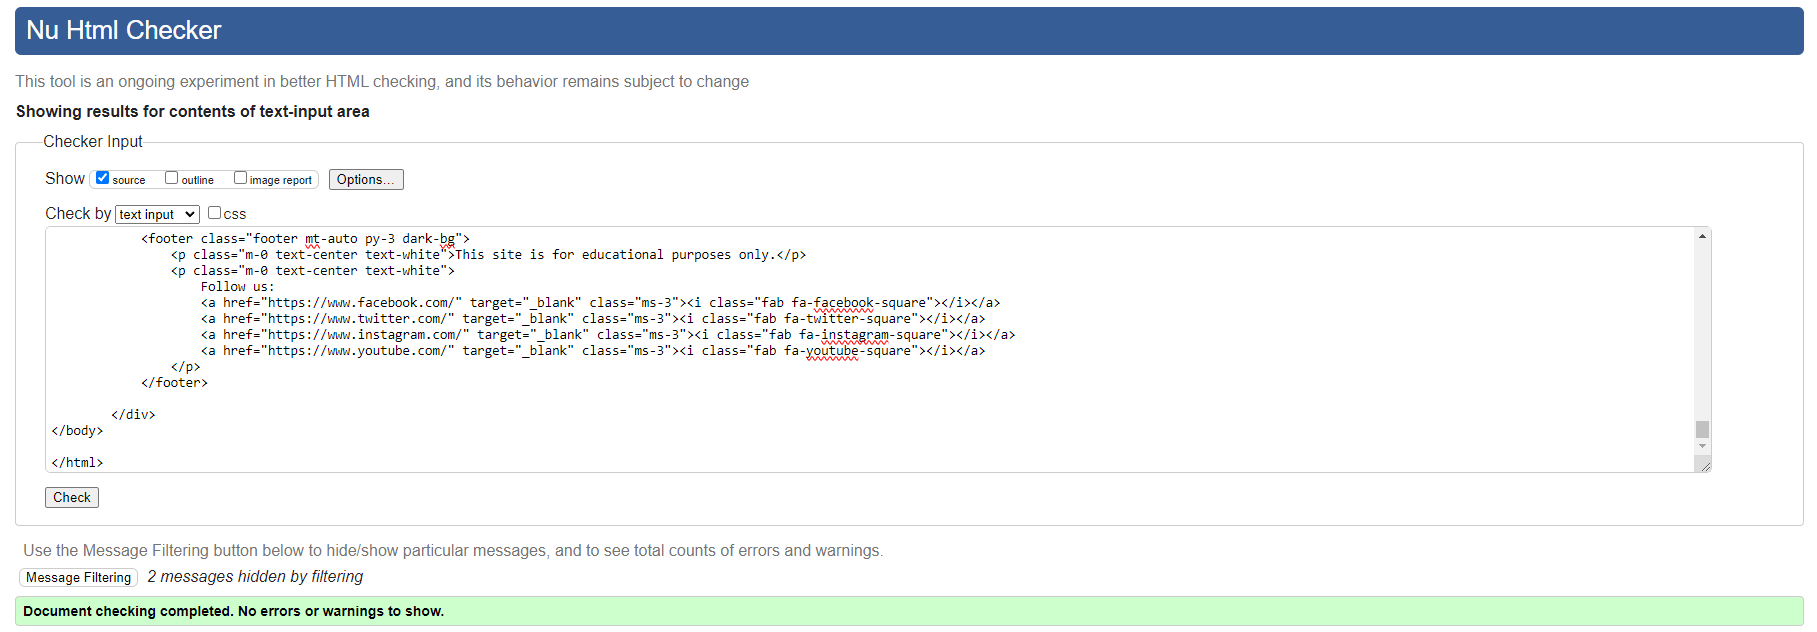 Nu Html Checker
This tool is an ongoing experiment in better HTML checking, and its behavior remains subject to change
Showing results for contents of text-input area
Checker Input
Show source outline image report Options...
Check by text input css
<footer class="footer mt-auto py-3 dark-bg">
<p class="m-0 text-center text-white">This site is for educational purposes only.</p>
<p class="m-0 text-center text-white">
Follow us:
<a href="https://www.facebook.com/" target="_blank" class="ms-3"><i class="fab fa-facebook-square"></i></a>
<a href="https://www.twitter.com/" target="_blank" class="ms-3"><i class="fab fa-twitter-square"></i></a>
<a href="https://www.instagram.com/" target="_blank" class="ms-3"><i class="fab fa-instagram-square"></i></a>
<a href="https://www.youtube.com/" target="_blank" class="ms-3"><i class="fab fa-youtube-square"></i></a>
</p>
</footer>
</div>
</body>
</html>
Check
Use the Message Filtering button below to hide/show particular messages, and to see total counts of errors and warnings.
Message Filtering 2 messages hidden by filtering
Document checking completed. No errors or warnings to show.